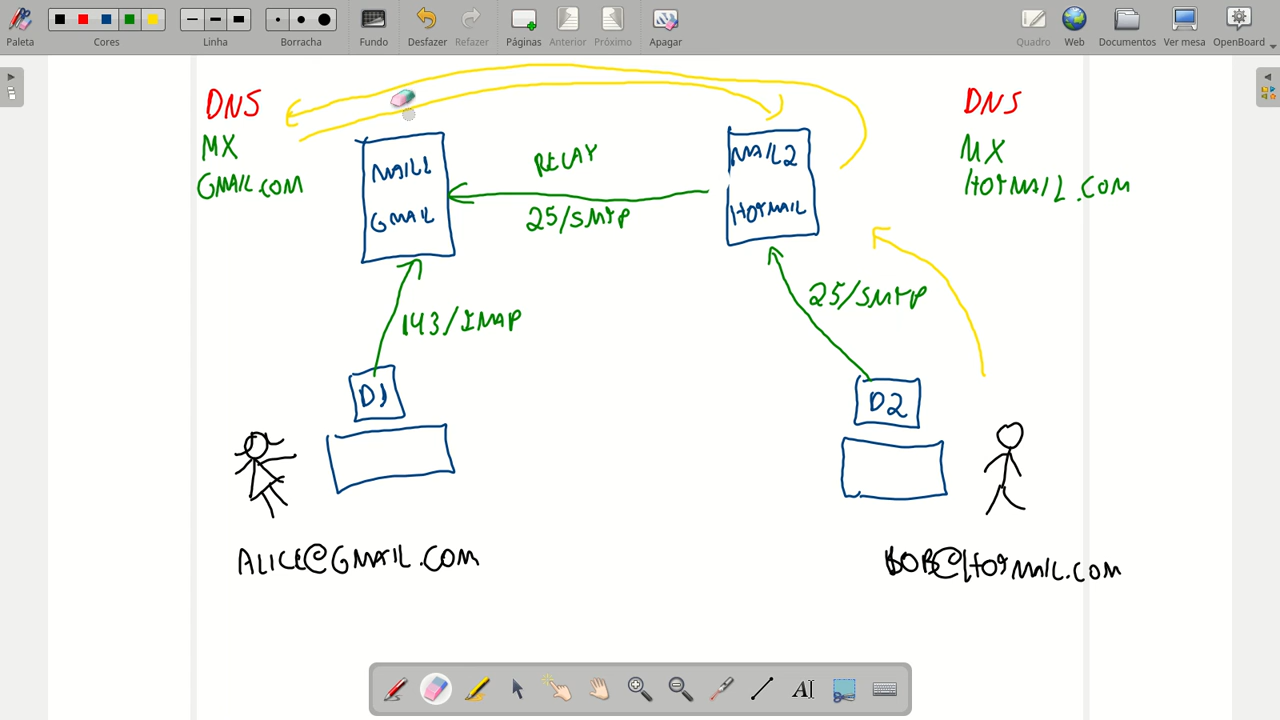 Paleta
Cores
Linha
Borracha
Fundo
Desfazer
Refazer
Páginas
Anterior
Próximo
Apagar
Quadro
Web
Documentos
Ver mesa
OpenBoard
DNS
MX
GMAIL.COM
MAIL1
GMAIL
RELAY
25/SMTP
MAIL2
HOTMAIL
DNS
MX
HOTMAIL.COM
143/IMAP
25/SMTP
D1
D2
ALICE@GMAIL.COM
BOB@HOTMAIL.COM